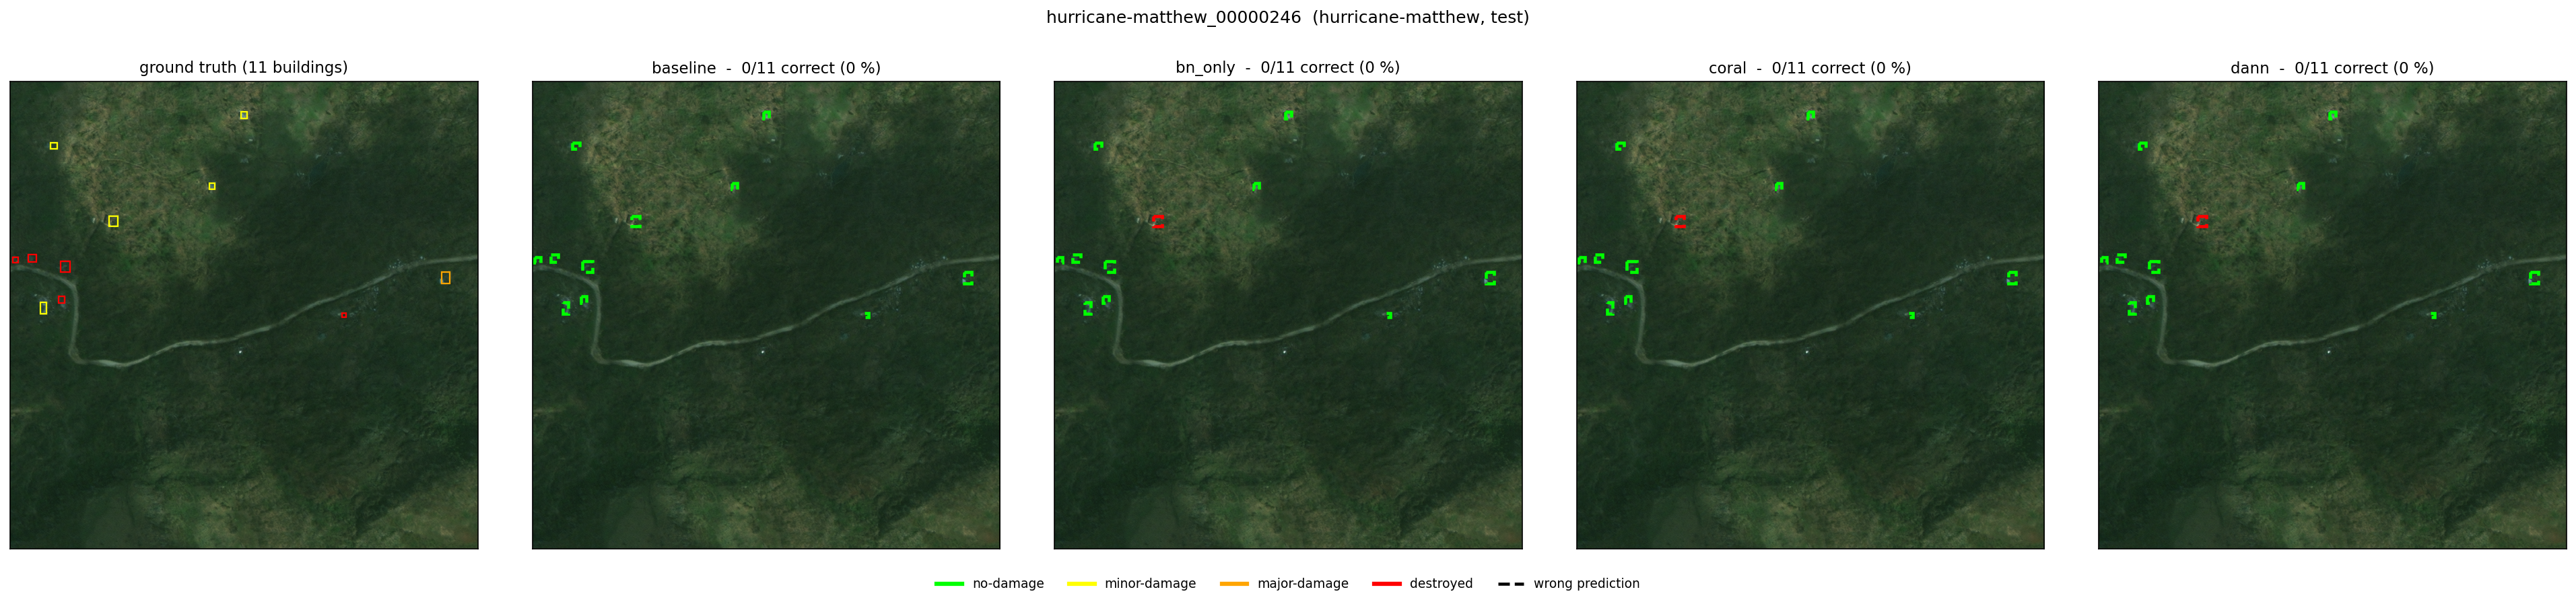 hurricane-matthew_00000246  (hurricane-matthew, test)
ground truth (11 buildings)
baseline  -  0/11 correct (0 %)
bn_only  -  0/11 correct (0 %)
coral  -  0/11 correct (0 %)
dann  -  0/11 correct (0 %)
no-damage
minor-damage
major-damage
destroyed
wrong prediction